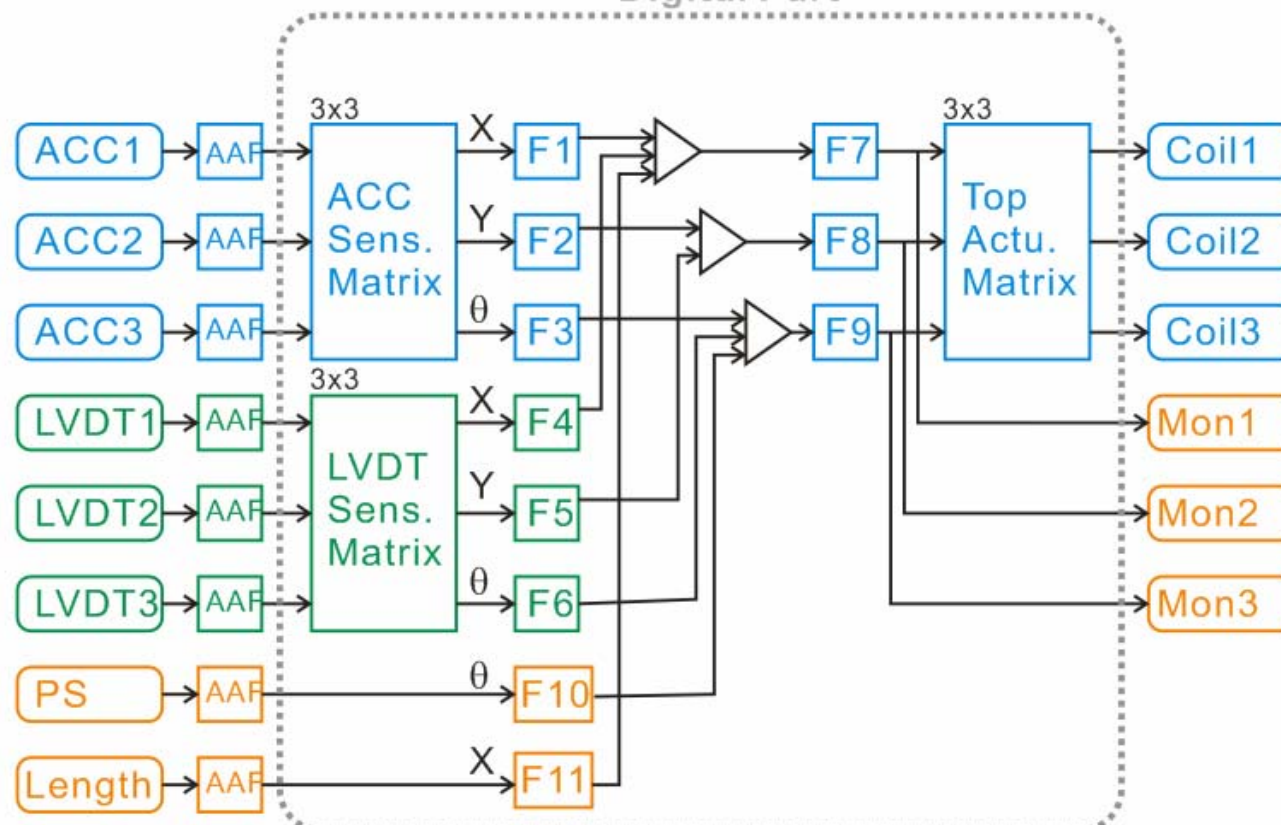 Digital Part
3x3
3x3
ACC1
AAF
X
F1
F7
Coil1
ACC
Sens.
Matrix
Top
Actu.
Matrix
ACC2
AAF
Y
F2
F8
Coil2
ACC3
AAF
θ
F3
F9
Coil3
3x3
LVDT1
AAF
X
F4
Mon1
LVDT
Sens.
Matrix
LVDT2
AAF
Y
F5
Mon2
LVDT3
AAF
θ
F6
Mon3
PS
AAF
θ
F10
Length
AAF
X
F11